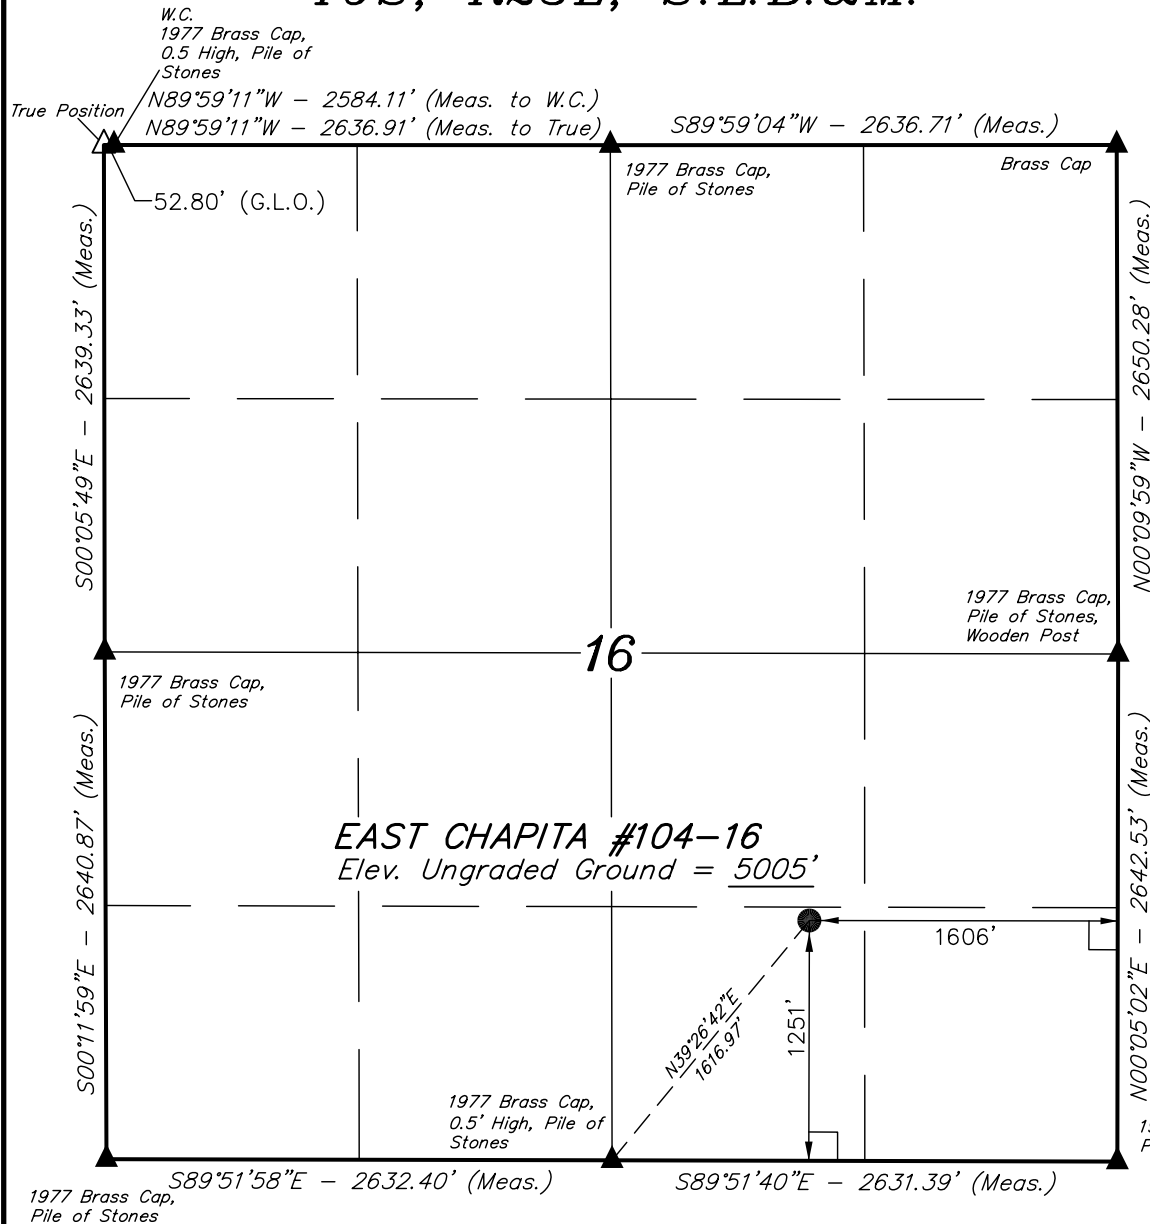 W.C.
1977 Brass Cap,
0.5 High, Pile of
Stones
True Position
N89°59'11"W - 2584.11' (Meas. to W.C.)
N89°59'11"W - 2636.91' (Meas. to True)
S89°59'04"W - 2636.71' (Meas.)
1977 Brass Cap,
Pile of Stones
Brass Cap
52.80' (G.L.O.)
S00°05'49"E - 2639.33' (Meas.)
N00°09'59"W - 2650.28' (Meas.)
1977 Brass Cap,
Pile of Stones,
Wooden Post
16
1977 Brass Cap,
Pile of Stones
S00°11'59"E - 2640.87' (Meas.)
N00°05'02"E - 2642.53' (Meas.)
EAST CHAPITA #104-16
Elev. Ungraded Ground = 5005'
1606'
1251'
N39°26'42"E
1616.97'
1977 Brass Cap,
0.5' High, Pile of
Stones
S89°51'58"E - 2632.40' (Meas.)
S89°51'40"E - 2631.39' (Meas.)
1977 Brass Cap,
Pile of Stones